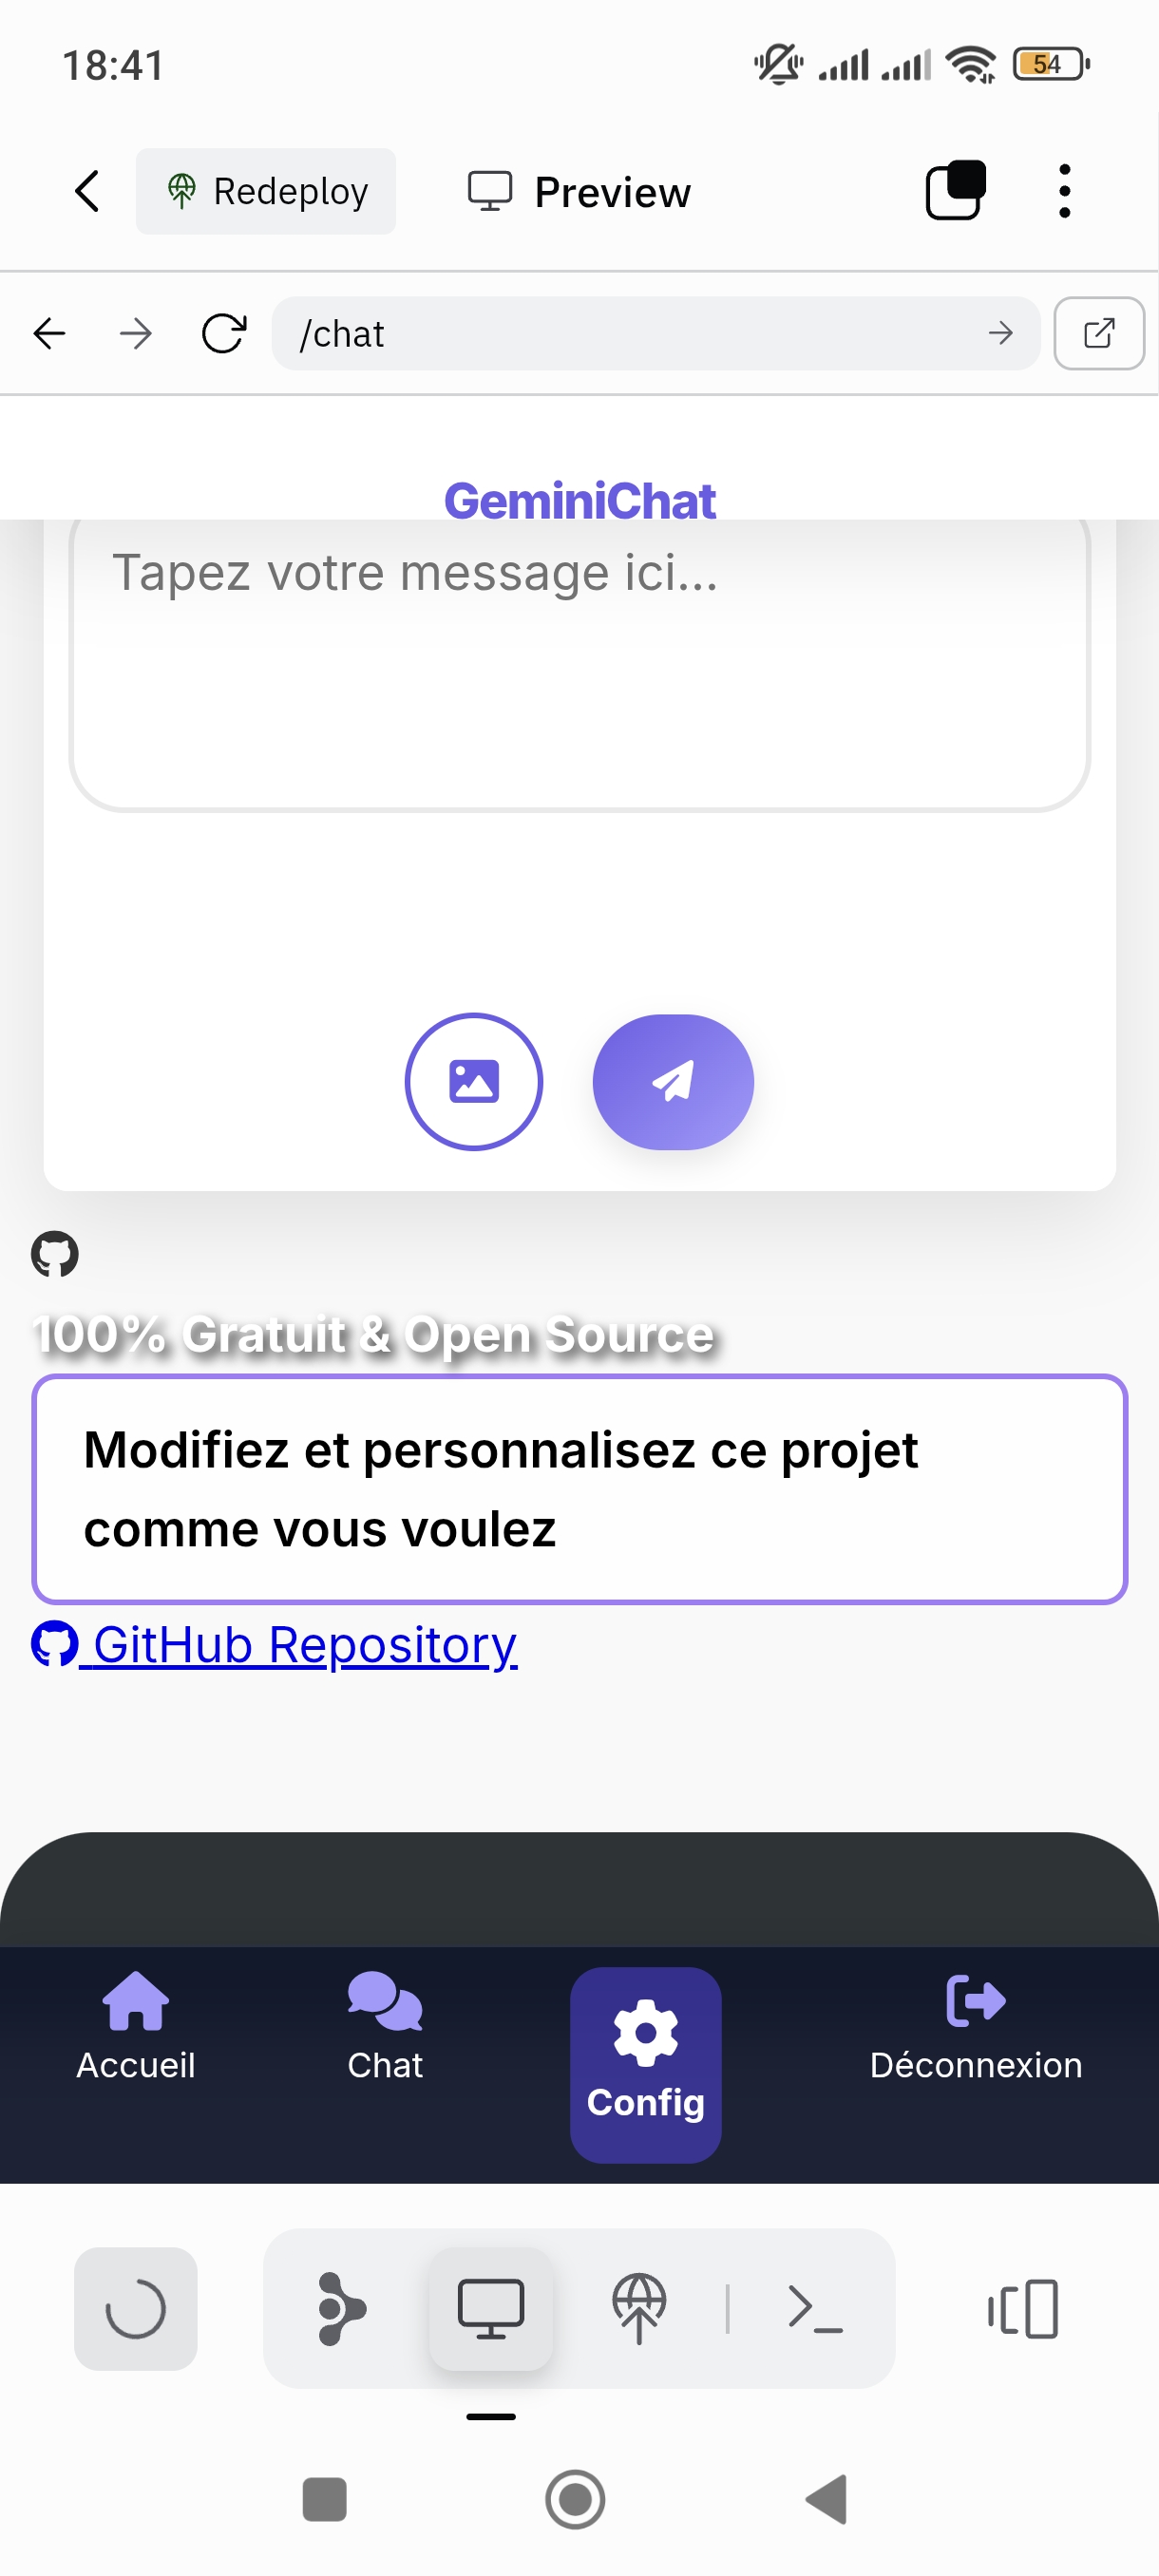 18:41
54
Redeploy
Preview
/chat
GeminiChat
Tapez votre message ici...
100% Gratuit & Open Source
Modifiez et personnalisez ce projet
comme vous voulez
GitHub Repository
Accueil
Chat
Config
Déconnexion